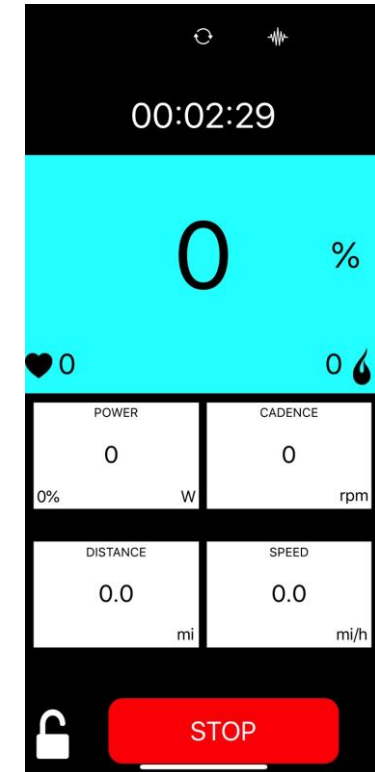 00:02:29
0 %
0 0
POWER CADENCE
0 0
0% W rpm
DISTANCE SPEED
0.0 0.0
mi mi/h
STOP